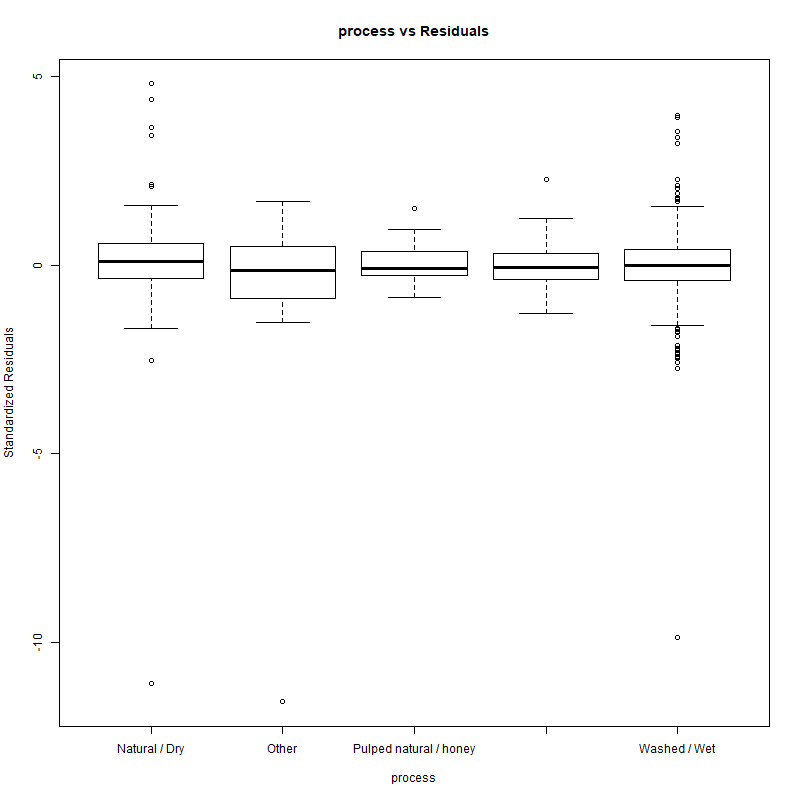 process vs Residuals
Standardized Residuals
5
0
-5
-10
Natural / Dry
Other
Pulped natural / honey
Washed / Wet
process